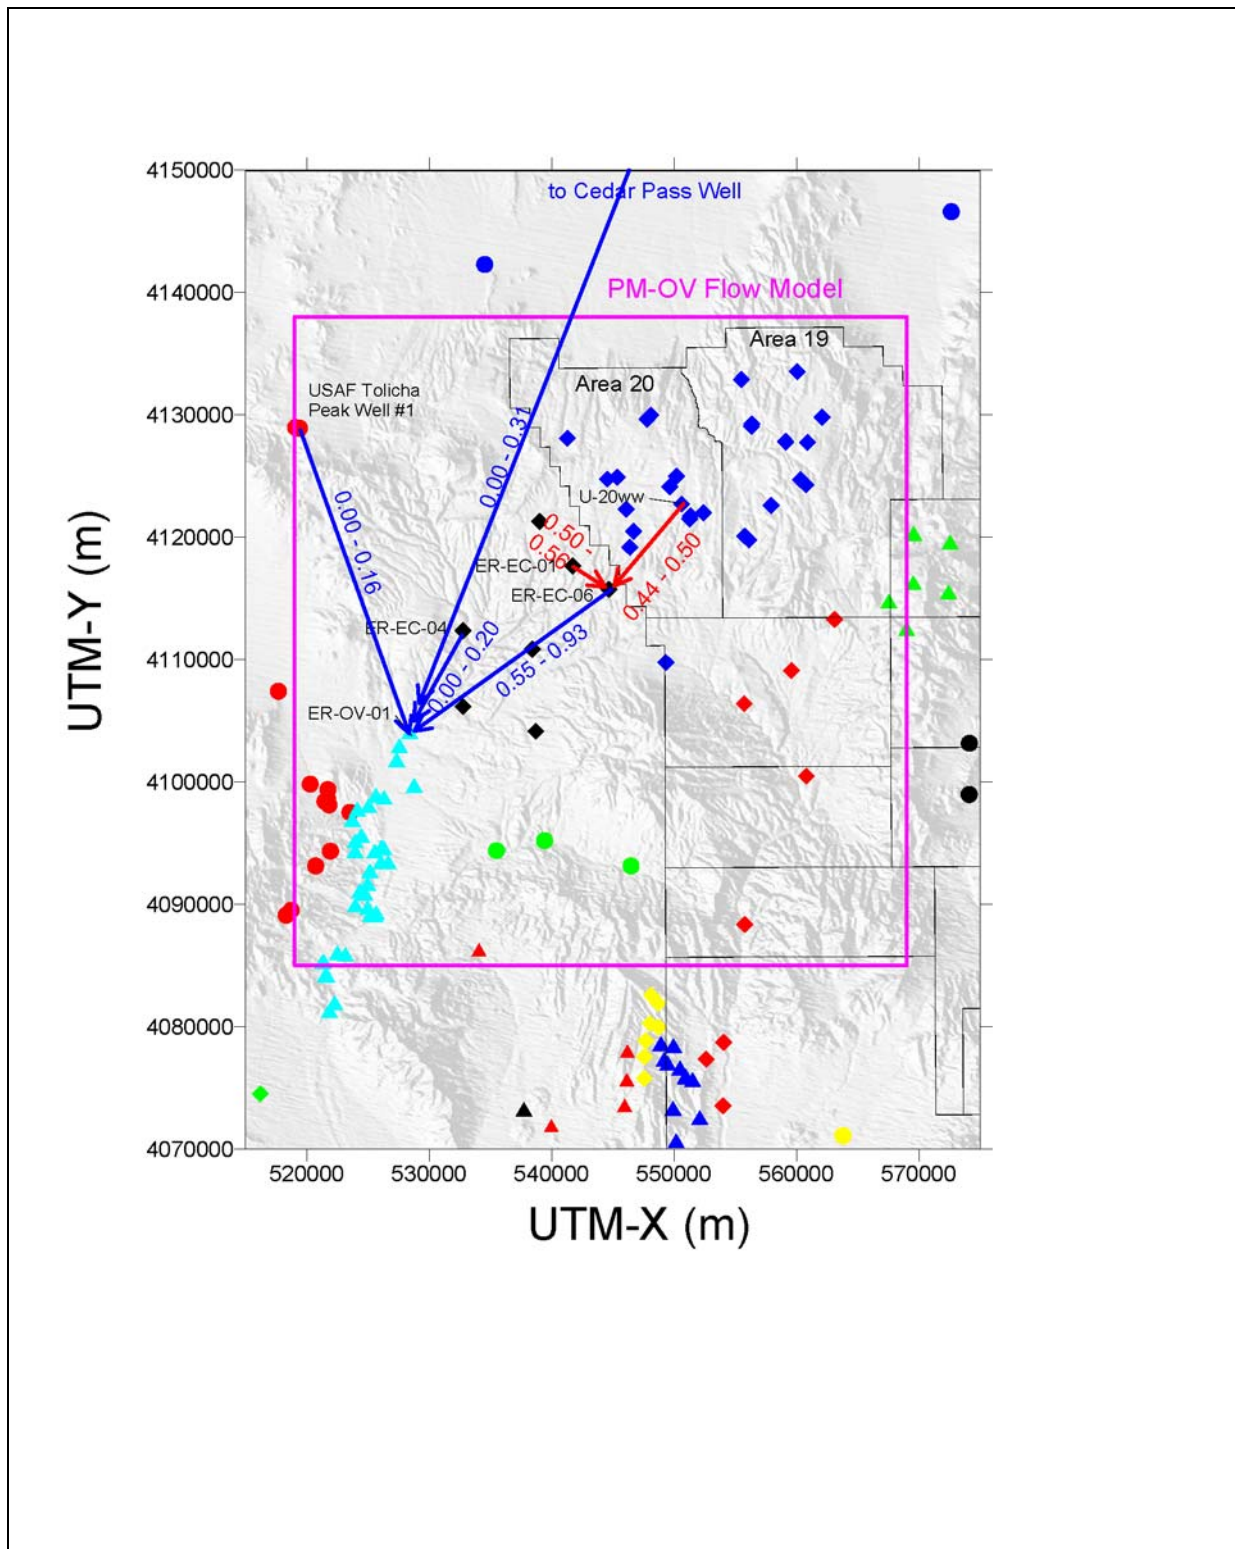 4150000
to Cedar Pass Well
4140000
PM-OV Flow Model
Area 19
Area 20
USAF Tolicha
Peak Well #1
4130000
0.00 - 0.31
U-20ww
0.00 - 0.16
4120000
0.50 -
0.56
ER-EC-01
ER-EC-06
0.44 - 0.50
ER-EC-04
0.00 - 0.20
0.55 - 0.93
4110000
ER-OV-01
4100000
4090000
4080000
4070000
UTM-Y (m)
520000 530000 540000 550000 560000 570000
UTM-X (m)